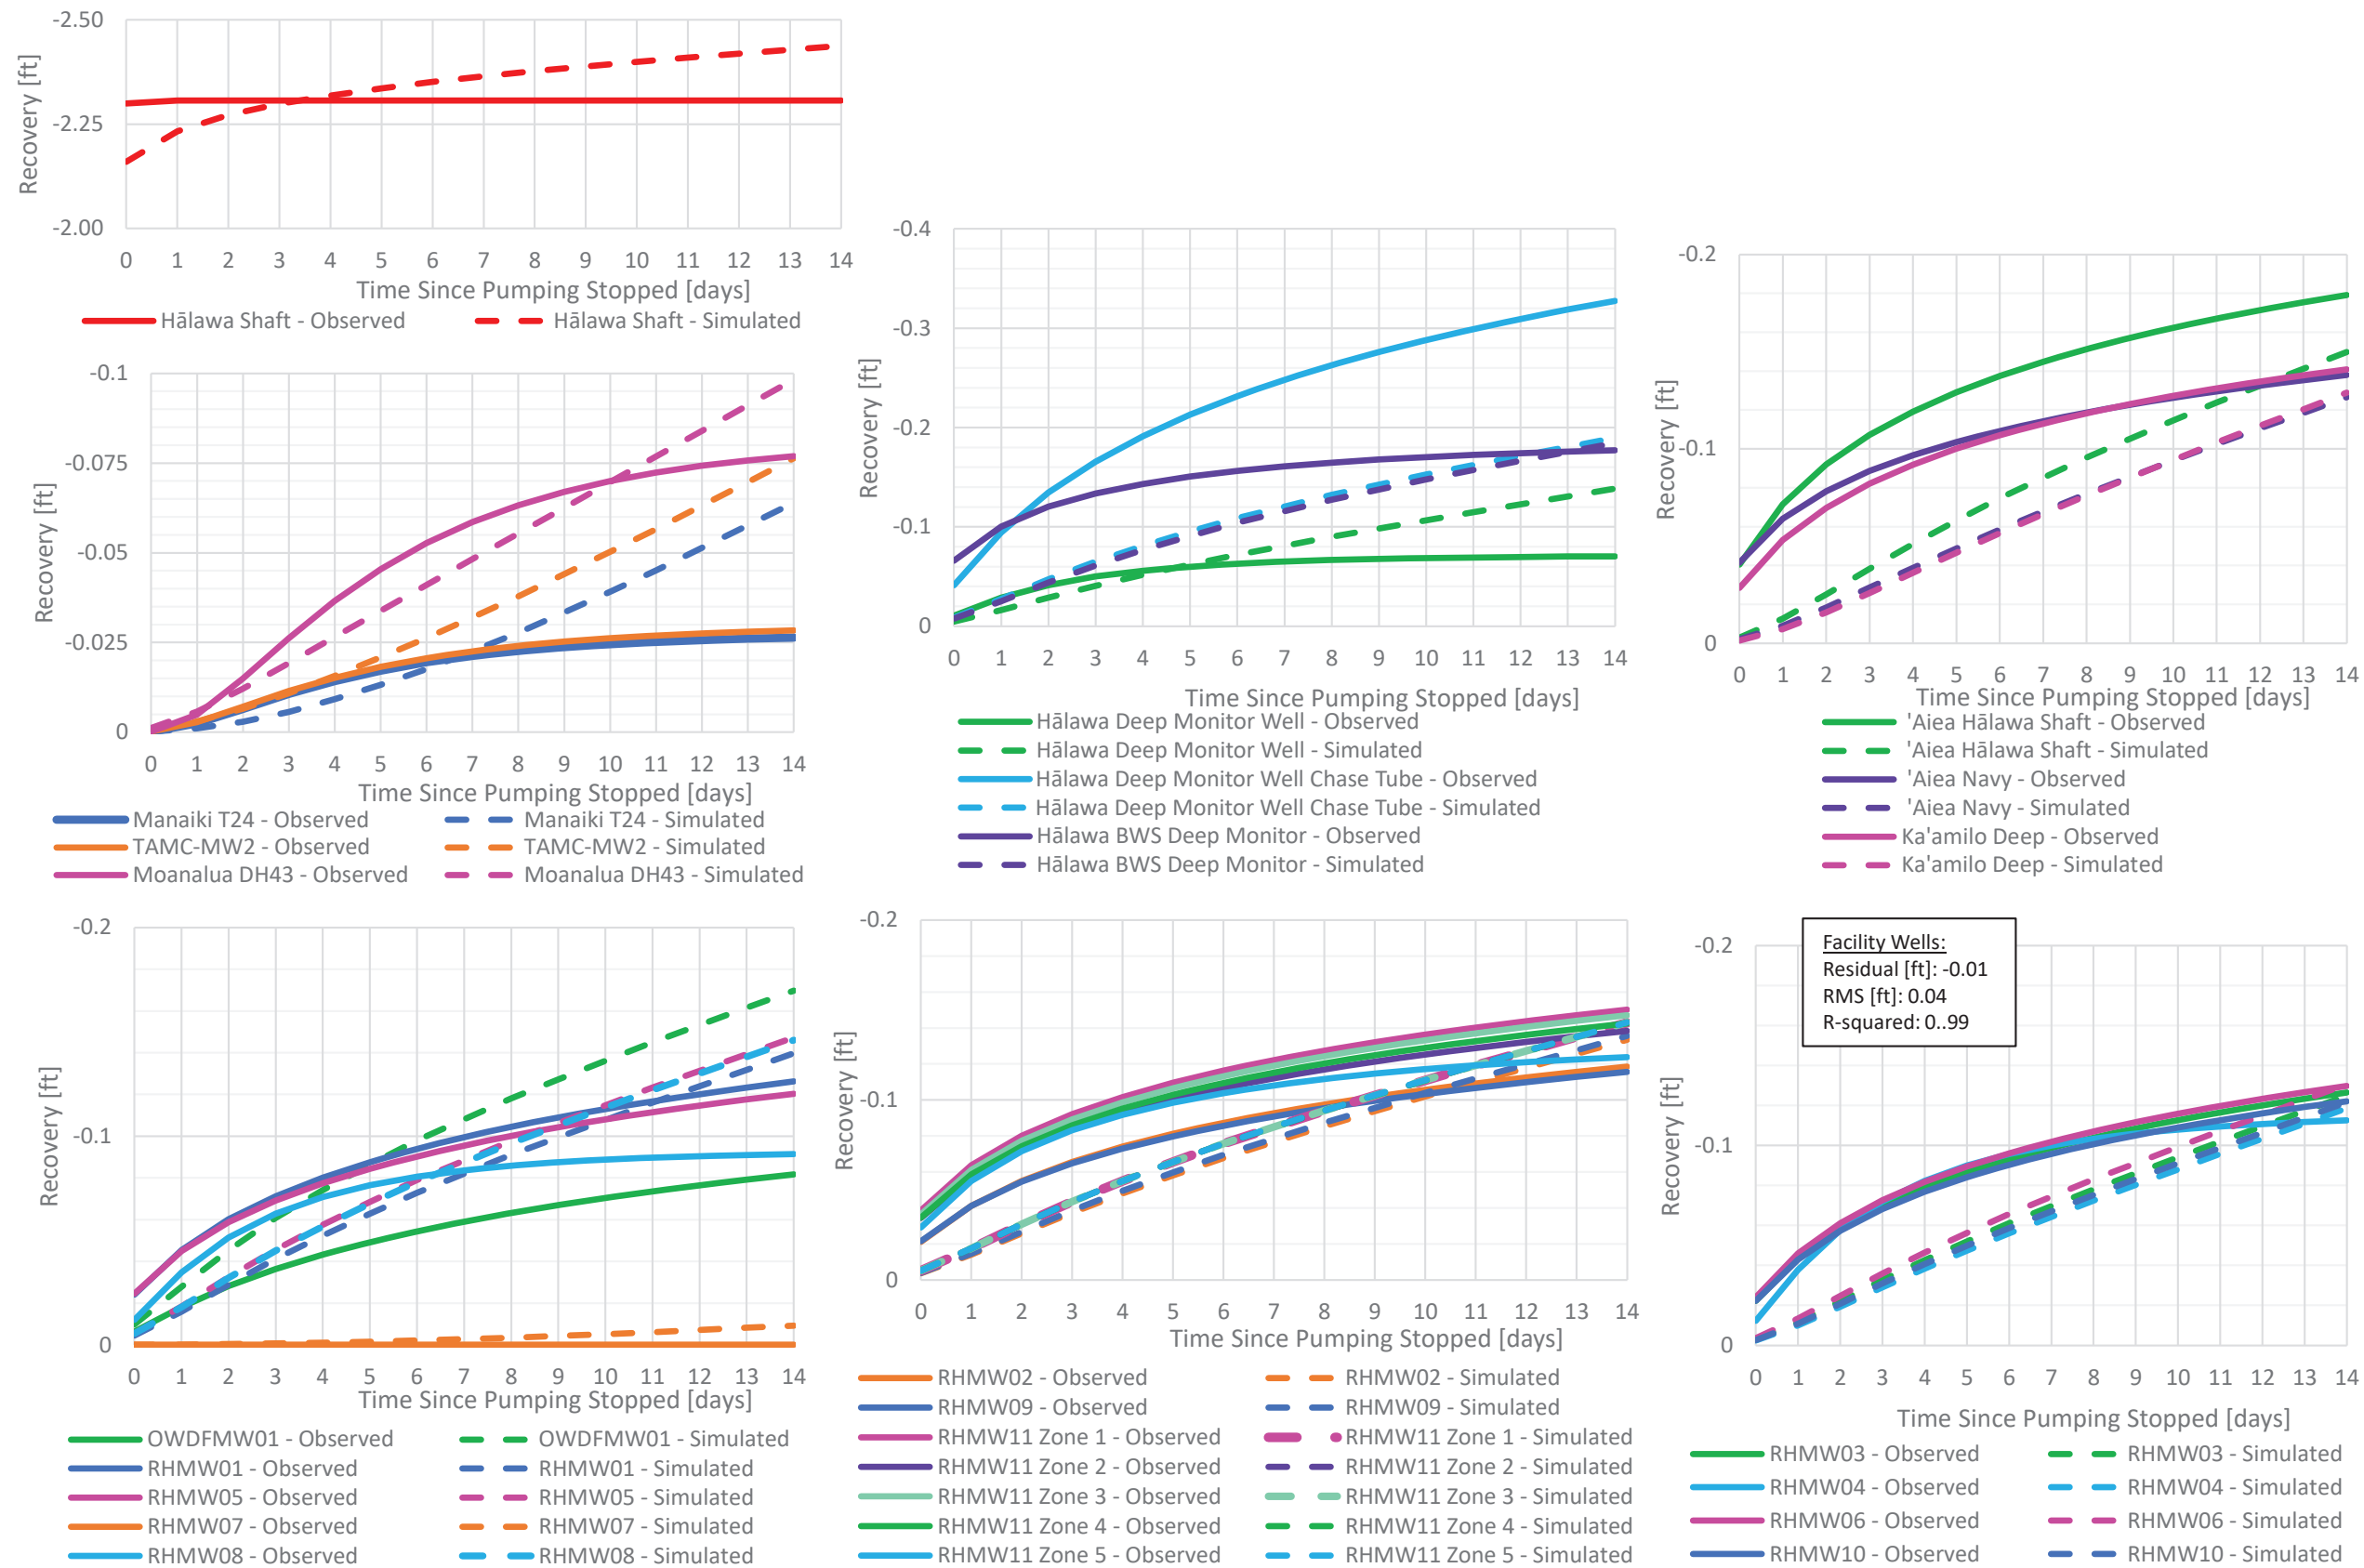 -2.50
-2.25
-2.00
Recovery [ft]
0 1 2 3 4 5 6 7 8 9 10 11 12 13 14
Time Since Pumping Stopped [days]
Hālawa Shaft - Observed
Hālawa Shaft - Simulated
-0.1
-0.075
-0.05
-0.025
0
Recovery [ft]
0 1 2 3 4 5 6 7 8 9 10 11 12 13 14
Time Since Pumping Stopped [days]
Manaiki T24 - Observed
Manaiki T24 - Simulated
TAMC-MW2 - Observed
TAMC-MW2 - Simulated
Moanalua DH43 - Observed
Moanalua DH43 - Simulated
-0.4
-0.3
-0.2
-0.1
0
Recovery [ft]
0 1 2 3 4 5 6 7 8 9 10 11 12 13 14
Time Since Pumping Stopped [days]
Hālawa Deep Monitor Well - Observed
Hālawa Deep Monitor Well - Simulated
Hālawa Deep Monitor Well Chase Tube - Observed
Hālawa Deep Monitor Well Chase Tube - Simulated
Hālawa BWS Deep Monitor - Observed
Hālawa BWS Deep Monitor - Simulated
-0.2
-0.1
0
Recovery [ft]
0 1 2 3 4 5 6 7 8 9 10 11 12 13 14
Time Since Pumping Stopped [days]
'Aiea Hālawa Shaft - Observed
'Aiea Hālawa Shaft - Simulated
'Aiea Navy - Observed
'Aiea Navy - Simulated
Ka'amilo Deep - Observed
Ka'amilo Deep - Simulated
-0.2
-0.1
0
Recovery [ft]
0 1 2 3 4 5 6 7 8 9 10 11 12 13 14
Time Since Pumping Stopped [days]
OWDFMW01 - Observed
OWDFMW01 - Simulated
RHMW01 - Observed
RHMW01 - Simulated
RHMW05 - Observed
RHMW05 - Simulated
RHMW07 - Observed
RHMW07 - Simulated
RHMW08 - Observed
RHMW08 - Simulated
-0.2
-0.1
0
Recovery [ft]
0 1 2 3 4 5 6 7 8 9 10 11 12 13 14
Time Since Pumping Stopped [days]
RHMW02 - Observed
RHMW02 - Simulated
RHMW09 - Observed
RHMW09 - Simulated
RHMW11 Zone 1 - Observed
RHMW11 Zone 1 - Simulated
RHMW11 Zone 2 - Observed
RHMW11 Zone 2 - Simulated
RHMW11 Zone 3 - Observed
RHMW11 Zone 3 - Simulated
RHMW11 Zone 4 - Observed
RHMW11 Zone 4 - Simulated
RHMW11 Zone 5 - Observed
RHMW11 Zone 5 - Simulated
Facility Wells:
Residual [ft]: -0.01
RMS [ft]: 0.04
R-squared: 0..99
-0.2
-0.1
0
Recovery [ft]
0 1 2 3 4 5 6 7 8 9 10 11 12 13 14
Time Since Pumping Stopped [days]
RHMW03 - Observed
RHMW03 - Simulated
RHMW04 - Observed
RHMW04 - Simulated
RHMW06 - Observed
RHMW06 - Simulated
RHMW10 - Observed
RHMW10 - Simulated